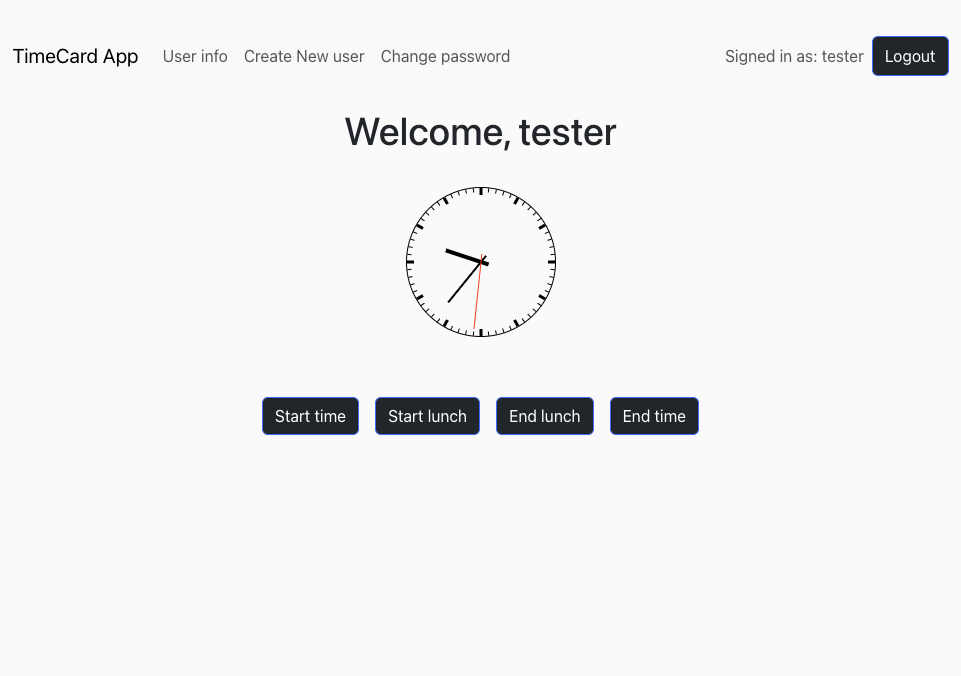 TimeCard App User info Create New user Change password Signed in as: tester Logout
Welcome, tester
Start time Start lunch End lunch End time